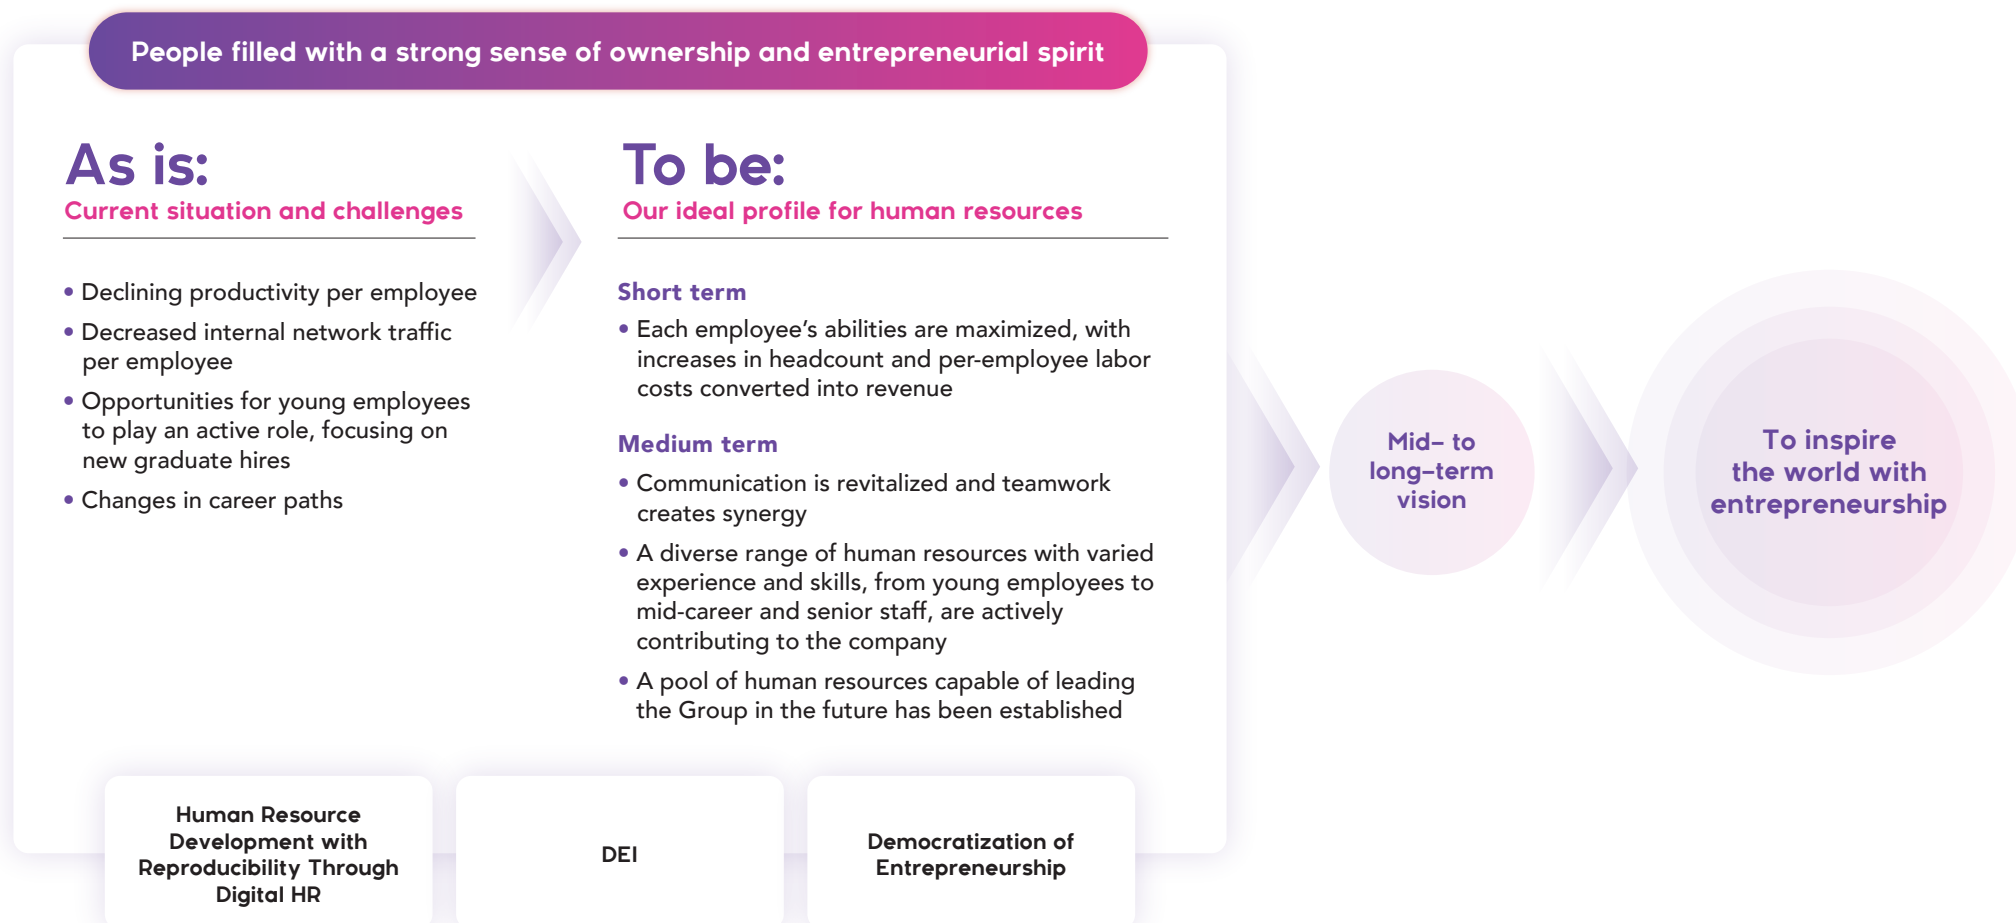 People filled with a strong sense of ownership and entrepreneurial spirit
As is:
Current situation and challenges
• Declining productivity per employee
• Decreased internal network traffic
per employee
• Opportunities for young employees
to play an active role, focusing on
new graduate hires
• Changes in career paths
To be:
Our ideal profile for human resources
Short term
• Each employee’s abilities are maximized, with
increases in headcount and per-employee labor
costs converted into revenue
Medium term
• Communication is revitalized and teamwork
creates synergy
• A diverse range of human resources with varied
experience and skills, from young employees to
mid-career and senior staff, are actively
contributing to the company
• A pool of human resources capable of leading
the Group in the future has been established
Human Resource
Development with
Reproducibility Through
Digital HR
DEI
Democratization of
Entrepreneurship
Mid– to
long–term
vision
To inspire
the world with
entrepreneurship